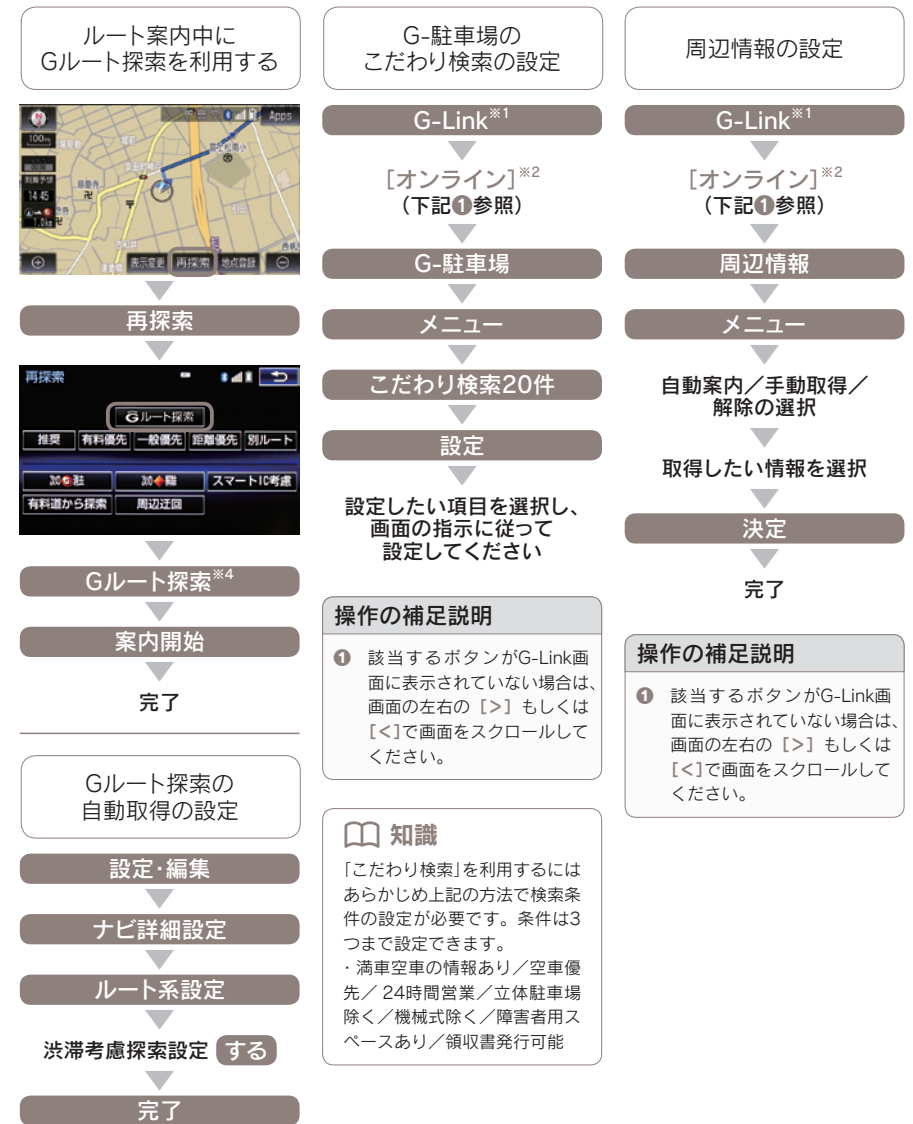 ルート案内中に
Gルート探索を利用する
Apps
100m
到着予想
14:45
1.0km
表示変更
再探索
地点登録
再探索
再探索
Gルート探索
推奨
有料優先
一般優先
距離優先
別ルート
スマートIC考慮
有料道から探索
周辺迂回
Gルート探索※4
案内開始
完了
Gルート探索の
自動取得の設定
設定・編集
ナビ詳細設定
ルート系設定
渋滞考慮探索設定 する
完了
G-駐車場の
こだわり検索の設定
G-Link※1
[オンライン]※2
(下記❶参照)
G-駐車場
メニュー
こだわり検索20件
設定
設定したい項目を選択し、
画面の指示に従って
設定してください
操作の補足説明
❶ 該当するボタンがG-Link画
面に表示されていない場合は、
画面の左右の [>] もしくは
[<]で画面をスクロールして
ください。
知識
「こだわり検索」を利用するには
あらかじめ上記の方法で検索条
件の設定が必要です。条件は3
つまで設定できます。
・満車空車の情報あり／空車優
先／ 24時間営業／立体駐車場
除く／機械式除く／障害者用ス
ペースあり／領収書発行可能
周辺情報の設定
G-Link※1
[オンライン]※2
(下記❶参照)
周辺情報
メニュー
自動案内／手動取得／
解除の選択
取得したい情報を選択
決定
完了
操作の補足説明
❶ 該当するボタンがG-Link画
面に表示されていない場合は、
画面の左右の [>] もしくは
[<]で画面をスクロールして
ください。